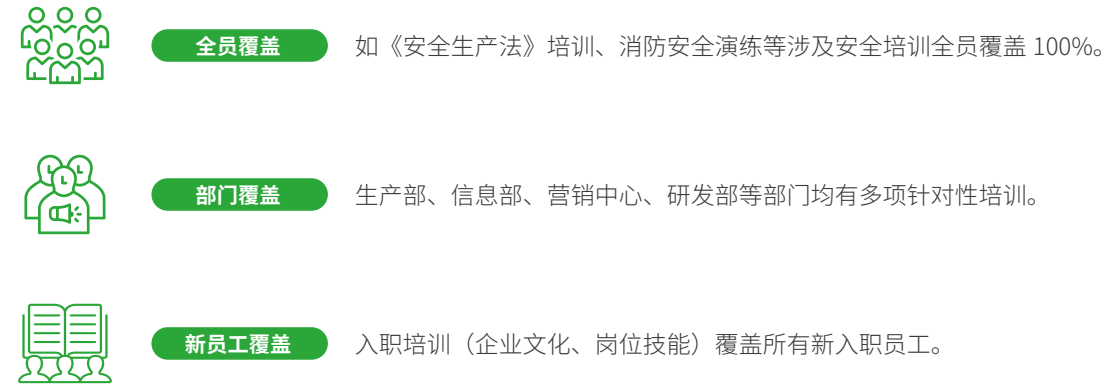 全员覆盖 如《安全生产法》培训、消防安全演练等涉及安全培训全员覆盖 100%。
部门覆盖 生产部、信息部、营销中心、研发部等部门均有多项针对性培训。
新员工覆盖 入职培训（企业文化、岗位技能）覆盖所有新入职员工。